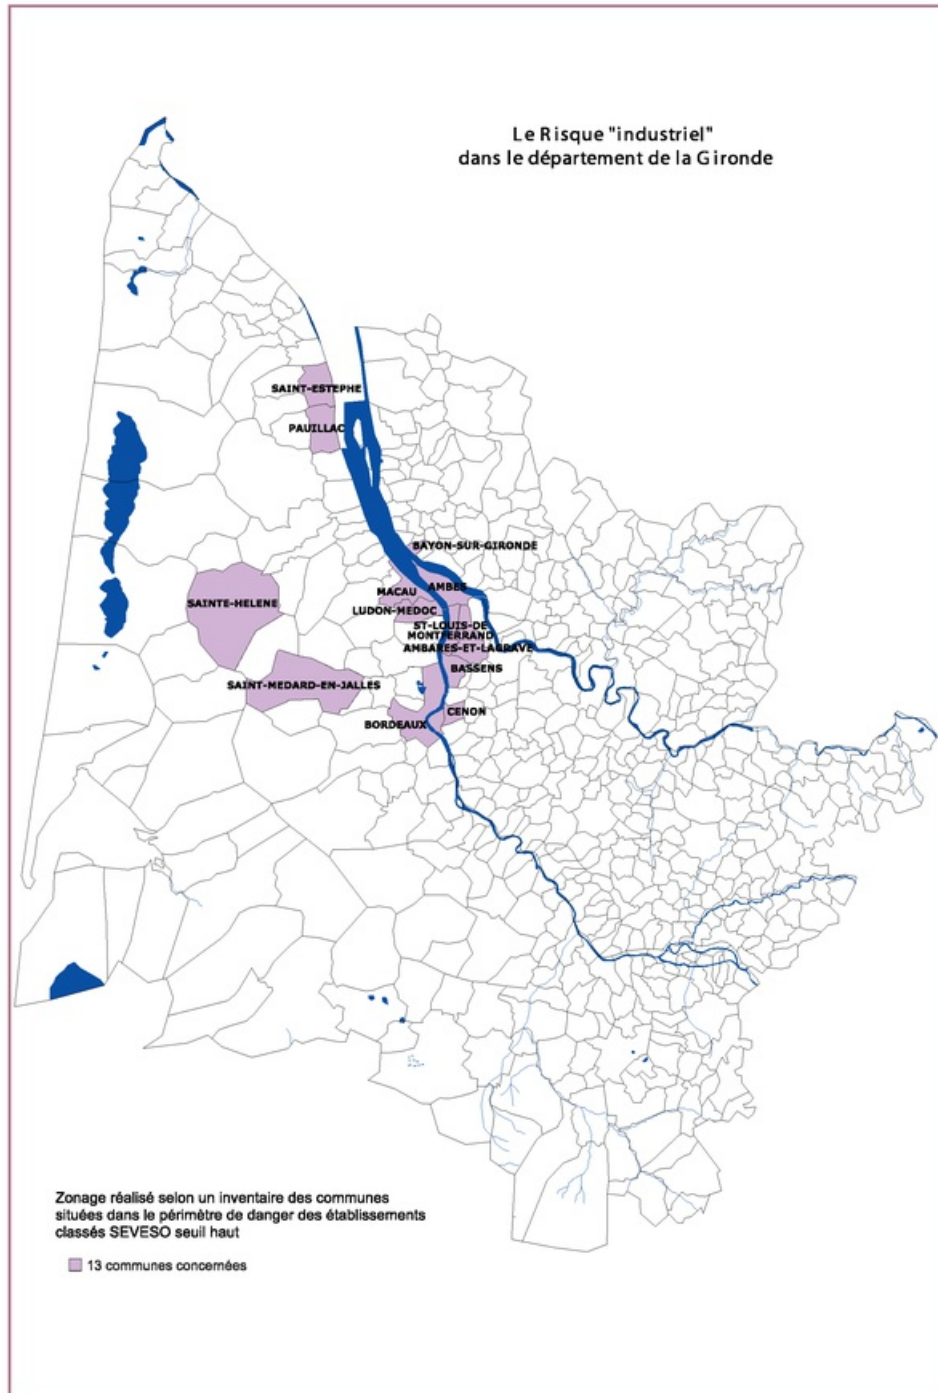 Le Risque "industriel"
dans le département de la Gironde
SAINT-ESTEPHE
PAUILLAC
BAYON-SUR-GIRONDE
AMBES
MACAU
SAINTE-HELENE
LUDON-MEDOC
ST-LOUIS-DE
MONTFERRAND
AMBARES-ET-LAGRAVE
BASSENS
SAINT-MEDARD-EN-JALLES
CENON
BORDEAUX
Zonage réalisé selon un inventaire des communes
situées dans le périmètre de danger des établissements
classés SEVESO seuil haut
13 communes concernées